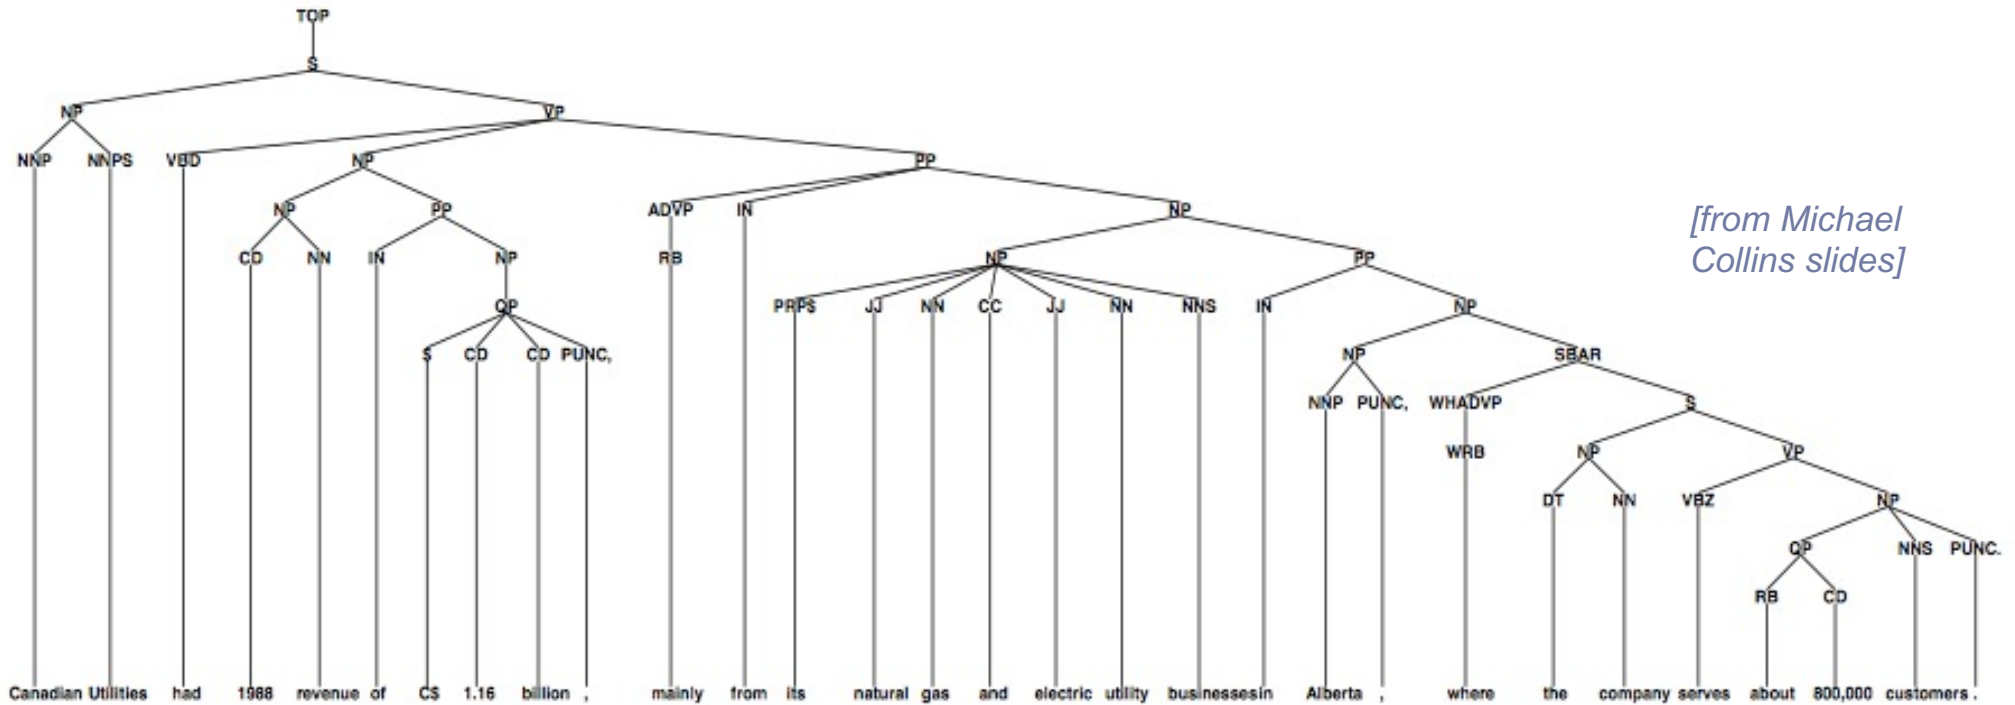 TOP
S
NP VP
NNP NNPS VBD NP PP
NP PP ADVP IN NP
[from Michael
Collins slides]
CD NN IN NP RB NP PP
QP PRP$ JJ NN CC JJ NN NNS IN NP
$ CD CD PUNC, NP SBAR
NNP PUNC, WHADVP S
WRB NP VP
DT NN VBZ NP
QP NNS PUNC.
RB CD
Canadian Utilities had 1988 revenue of C$ 1.16 billion , mainly from its natural gas and electric utility businesses in Alberta , where the company serves about 800,000 customers .